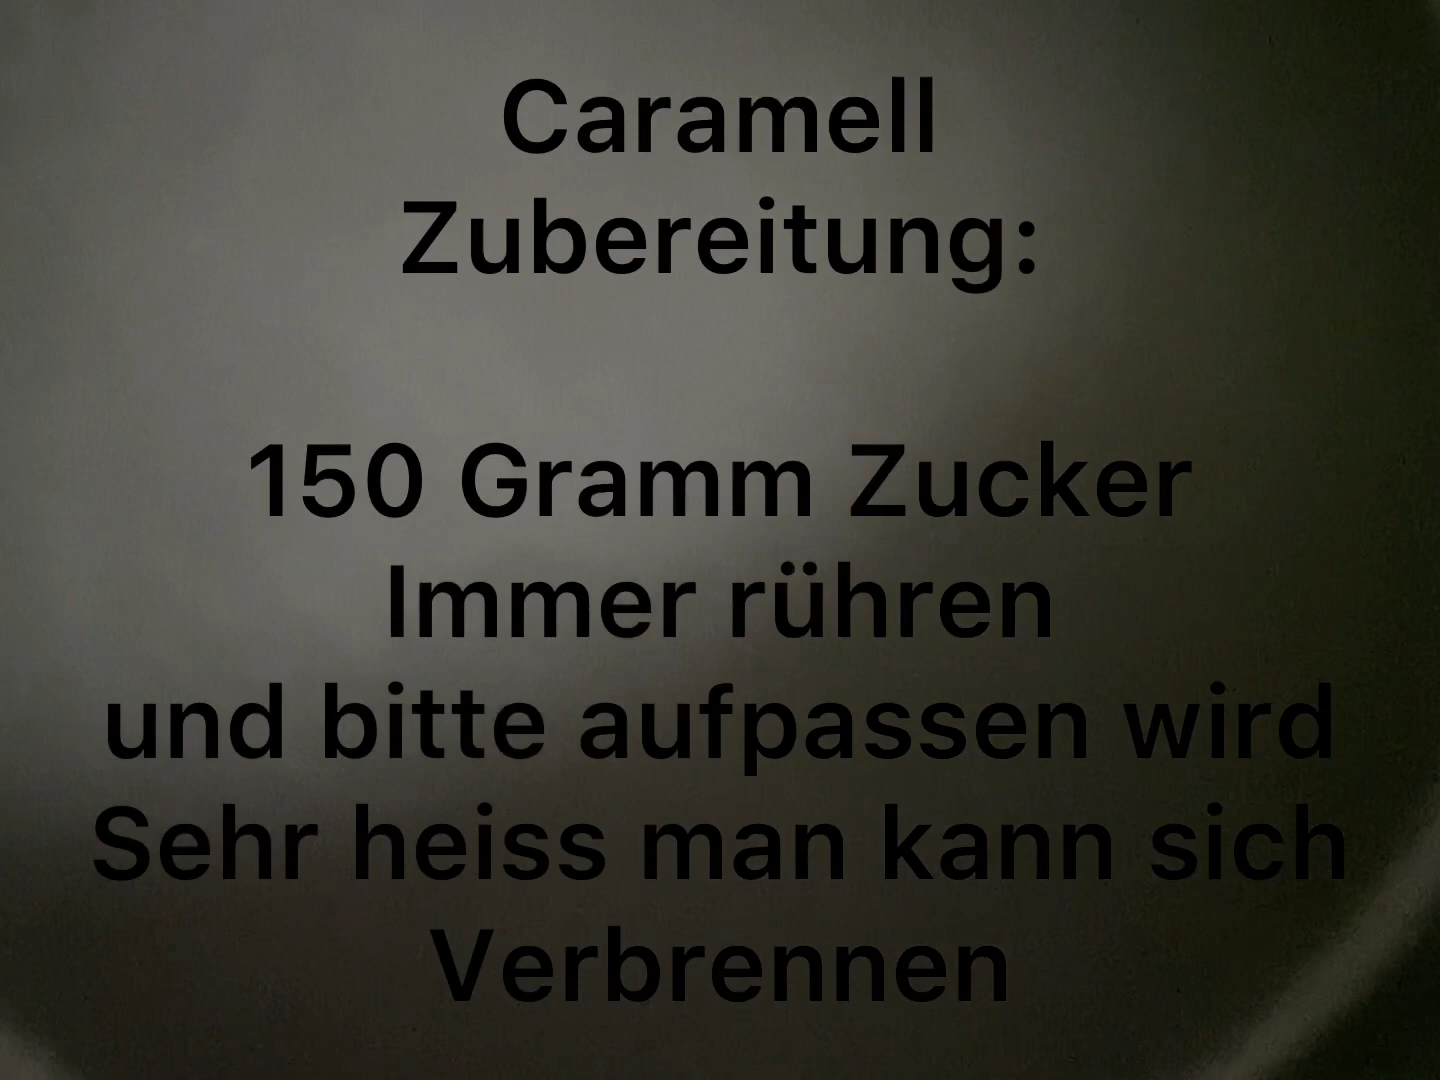 Caramell
Zubereitung:
150 Gramm Zucker
Immer rühren
und bitte aufpassen wird
Sehr heiss man kann sich
Verbrennen